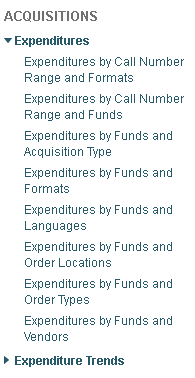 ACQUISITIONS
Expenditures
Expenditures by Call Number
Range and Formats
Expenditures by Call Number
Range and Funds
Expenditures by Funds and
Acquisition Type
Expenditures by Funds and
Formats
Expenditures by Funds and
Languages
Expenditures by Funds and
Order Locations
Expenditures by Funds and
Order Types
Expenditures by Funds and
Vendors
Expenditure Trends